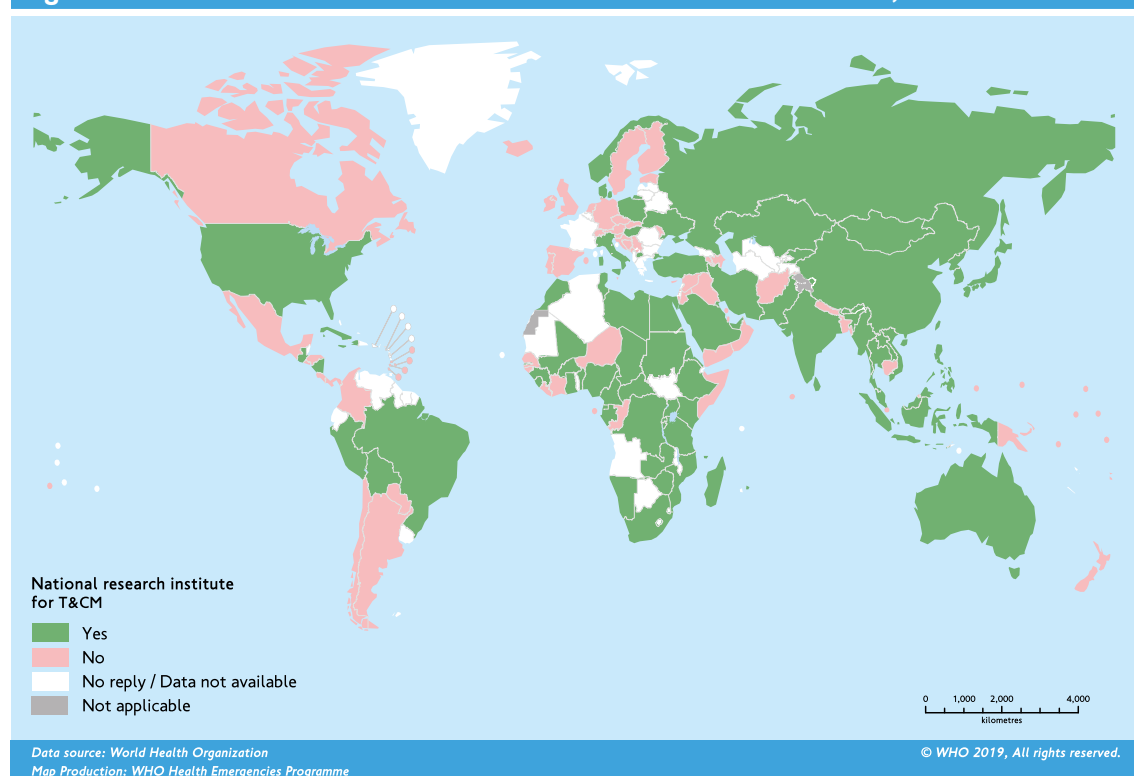 National research institute
for T&CM
Yes
No
No reply / Data not available
Not applicable
0 1,000 2,000 4,000
kilometres
Data source: World Health Organization
© WHO 2019, All rights reserved.
Map Production: WHO Health Emergencies Programme